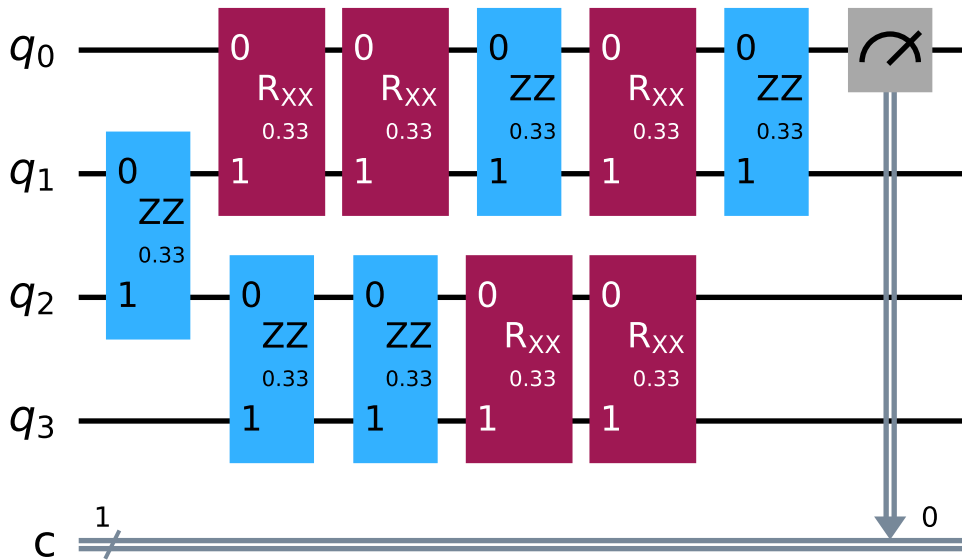 q0
0 0 0 0 0
RXX RXX ZZ RXX ZZ
0.33 0.33 0.33 0.33 0.33
q1
0 1 1 1 1 1
ZZ
0.33
q2
1 0 0 0 0
ZZ ZZ RXX RXX
0.33 0.33 0.33 0.33
q3
1 1 1 1
1 0
c